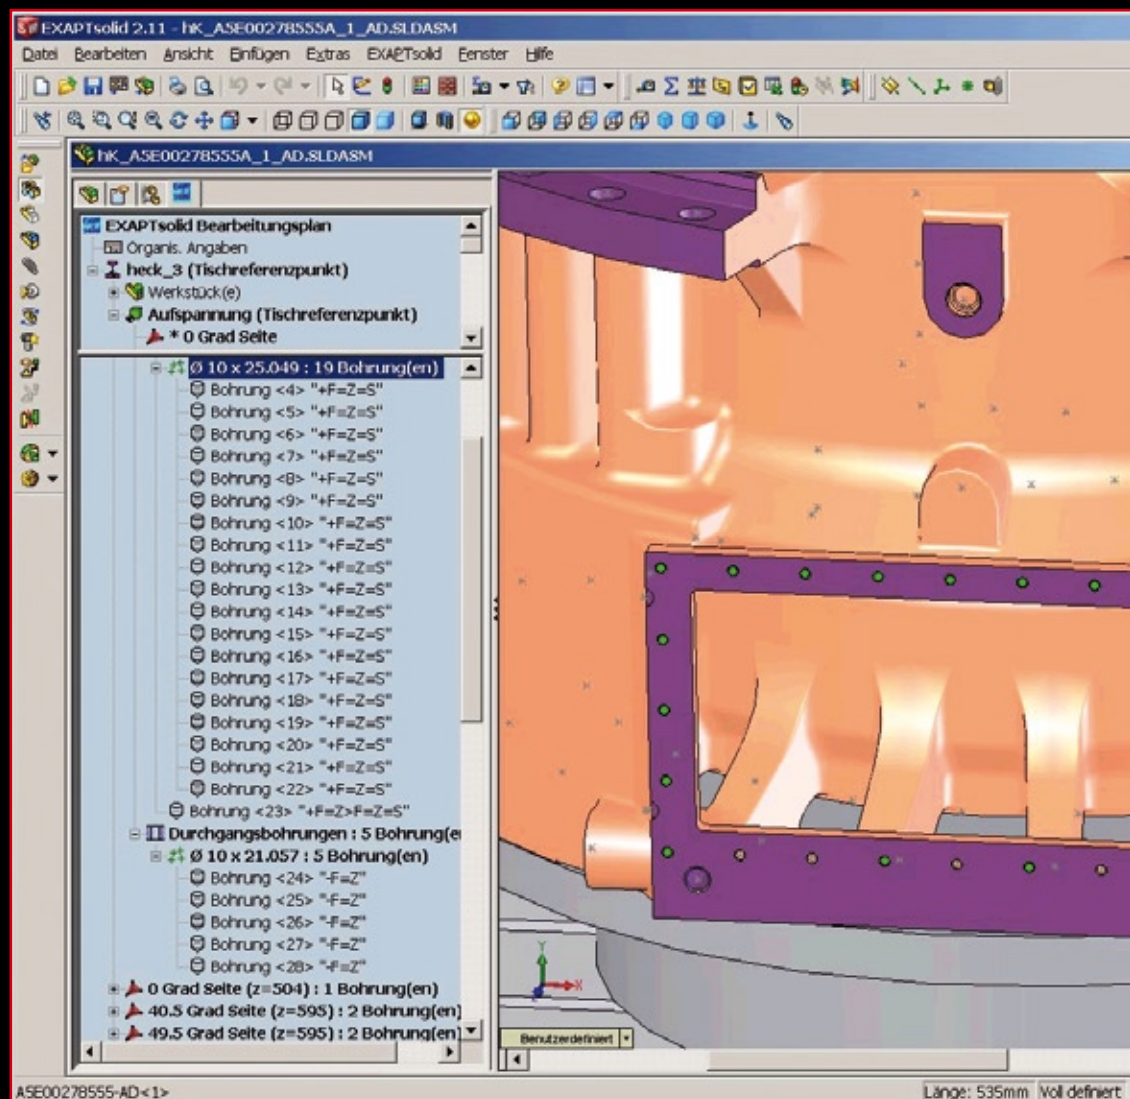 EXAPTsolid 2.11 - hK_A5E00278555A_1_AD.SLDASM
Datei Bearbeiten Ansicht Einfügen Extras EXAPTsolid Fenster Hilfe
hK_A5E00278555A_1_AD.SLDASM
EXAPTsolid Bearbeitungsplan
Organis. Angaben
heck_3 (Tischreferenzpunkt)
Werkstück(e)
Aufspannung (Tischreferenzpunkt)
* 0 Grad Seite
Ø 10 x 25.049 : 19 Bohrung(en)
Bohrung <4> "+F=Z=S"
Bohrung <5> "+F=Z=S"
Bohrung <6> "+F=Z=S"
Bohrung <7> "+F=Z=S"
Bohrung <8> "+F=Z=S"
Bohrung <9> "+F=Z=S"
Bohrung <10> "+F=Z=S"
Bohrung <11> "+F=Z=S"
Bohrung <12> "+F=Z=S"
Bohrung <13> "+F=Z=S"
Bohrung <14> "+F=Z=S"
Bohrung <15> "+F=Z=S"
Bohrung <16> "+F=Z=S"
Bohrung <17> "+F=Z=S"
Bohrung <18> "+F=Z=S"
Bohrung <19> "+F=Z=S"
Bohrung <20> "+F=Z=S"
Bohrung <21> "+F=Z=S"
Bohrung <22> "+F=Z=S"
Bohrung <23> "+F=Z>F=Z=S"
Durchgangsbohrungen : 5 Bohrung(e
Ø 10 x 21.057 : 5 Bohrung(en)
Bohrung <24> "-F=Z"
Bohrung <25> "-F=Z"
Bohrung <26> "-F=Z"
Bohrung <27> "-F=Z"
Bohrung <28> "-F=Z"
0 Grad Seite (z=504) : 1 Bohrung(en)
40.5 Grad Seite (z=595) : 2 Bohrung(en)
49.5 Grad Seite (z=595) : 2 Bohrung(en)
Y
X
Benutzerdefiniert
A5E00278555-AD<1>
Länge: 535mm Voll definiert